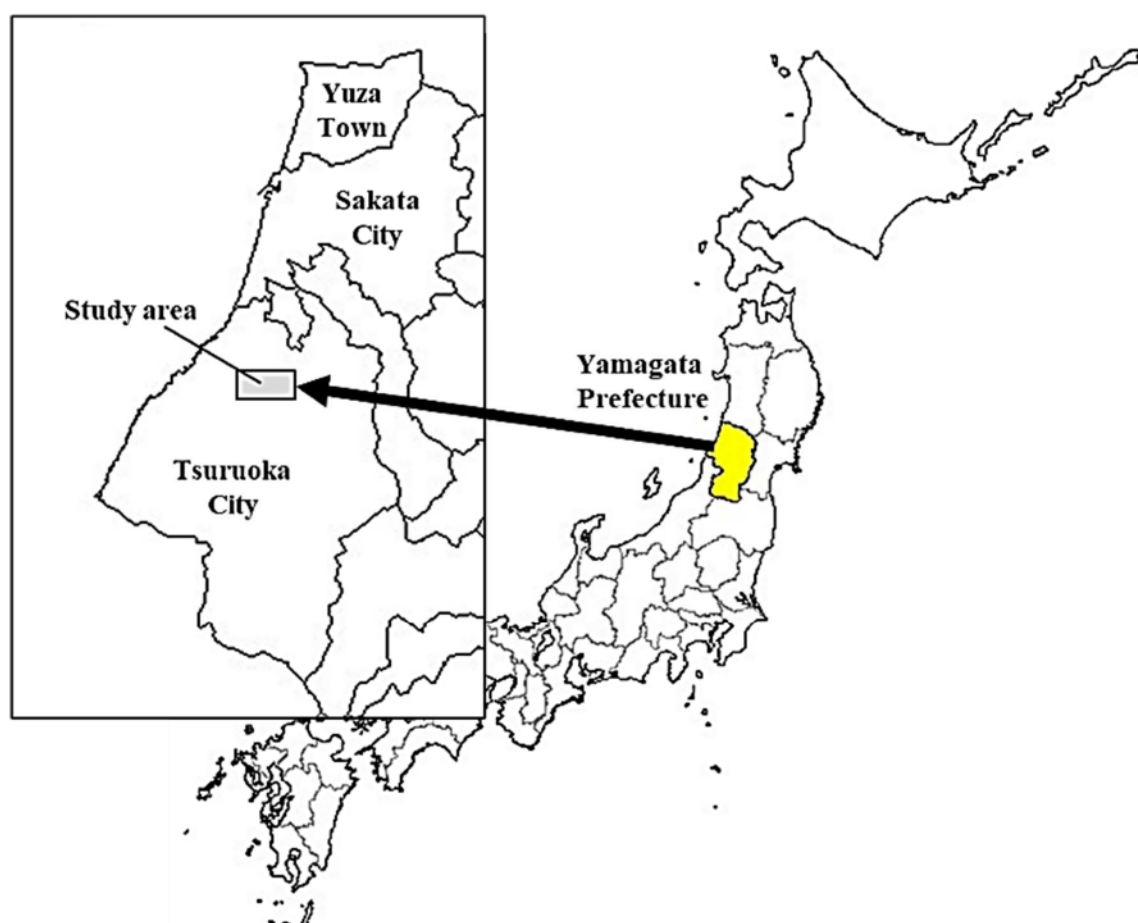 Yuza
Town
Sakata
City
Study area
Yamagata
Prefecture
Tsuruoka
City